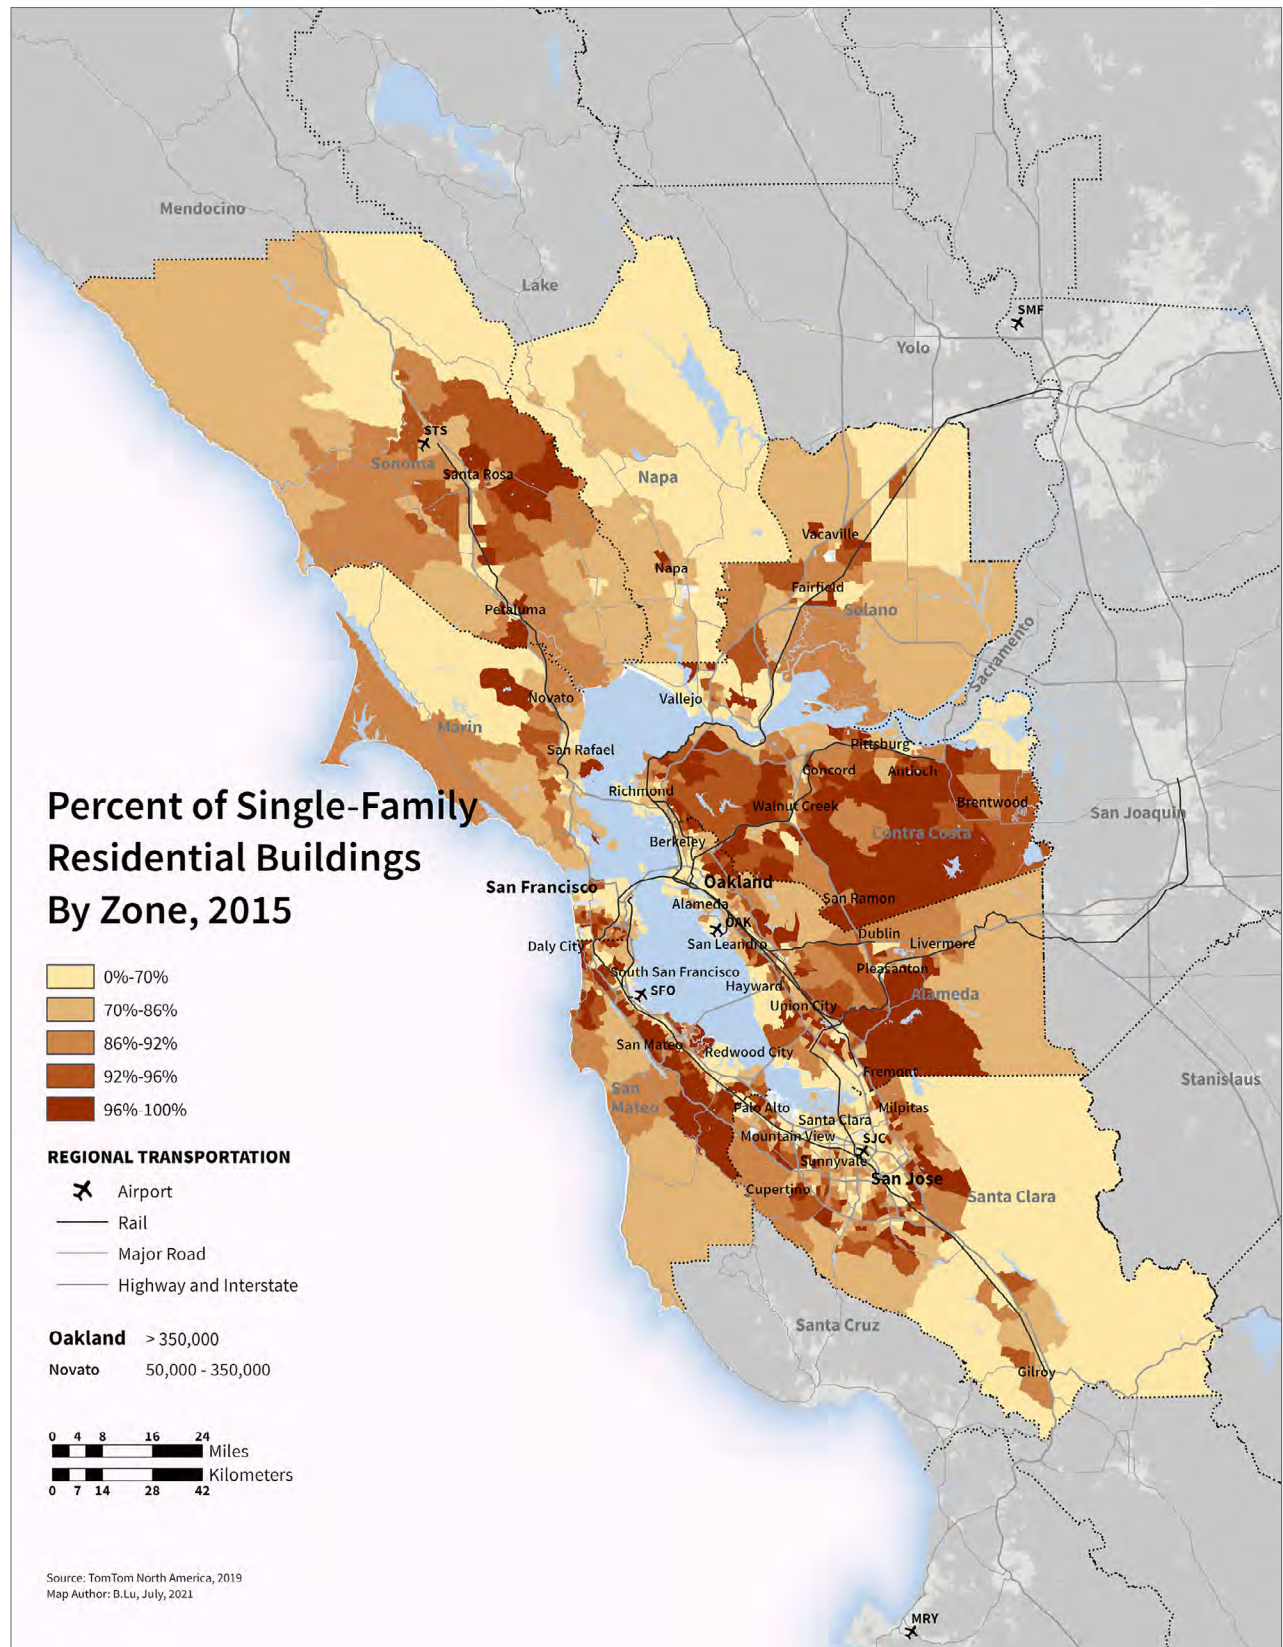 Mendocino
Lake
SMF
Yolo
STS
Sonoma
Santa Rosa
Napa
Vacaville
Napa
Fairfield
Petaluma
Solano
Sacramento
Novato
Vallejo
Marin
San Rafael
Pittsburg
Concord
Antioch
Richmond
Walnut Creek
Brentwood
San Joaquin
Contra Costa
Berkeley
Percent of Single-Family
Residential Buildings
By Zone, 2015
San Francisco
Oakland
San Ramon
Alameda
OAK
Dublin
Daly City
San Leandro
Livermore
South San Francisco
Pleasanton
Hayward
SFO
Alameda
Union City
San Mateo
Redwood City
Fremont
Stanislaus
San
Mateo
Palo Alto
Milpitas
Santa Clara
Mountain View
SJC
Sunnyvale
San Jose
Cupertino
Santa Clara
Santa Cruz
Gilroy
MRY
0%-70%
70%-86%
86%-92%
92%-96%
96%-100%
REGIONAL TRANSPORTATION
Airport
Rail
Major Road
Highway and Interstate
Oakland > 350,000
Novato 50,000 - 350,000
0 4 8 16 24
Miles
Kilometers
0 7 14 28 42
Source: TomTom North America, 2019
Map Author: B.Lu, July, 2021